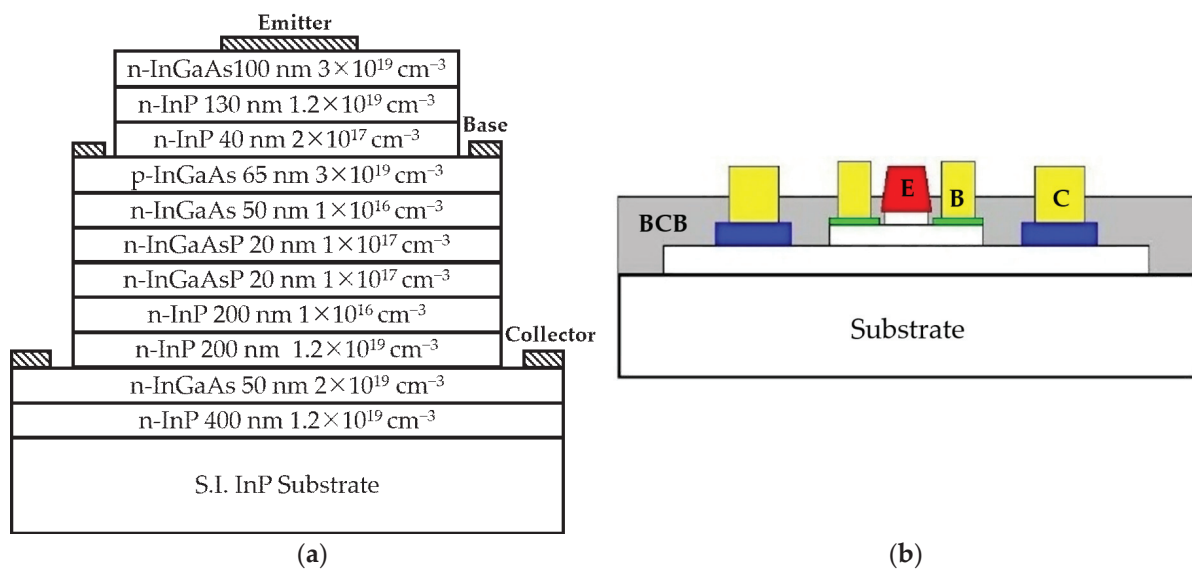 Emitter
n-InGaAs100 nm 3×10¹⁹ cm⁻³
n-InP 130 nm 1.2×10¹⁹ cm⁻³
n-InP 40 nm 2×10¹⁷ cm⁻³
Base
p-InGaAs 65 nm 3×10¹⁹ cm⁻³
n-InGaAs 50 nm 1×10¹⁶ cm⁻³
n-InGaAsP 20 nm 1×10¹⁷ cm⁻³
n-InGaAsP 20 nm 1×10¹⁷ cm⁻³
n-InP 200 nm 1×10¹⁶ cm⁻³
n-InP 200 nm 1.2×10¹⁹ cm⁻³
Collector
n-InGaAs 50 nm 2×10¹⁹ cm⁻³
n-InP 400 nm 1.2×10¹⁹ cm⁻³
S.I. InP Substrate
(a)
E
B
C
BCB
Substrate
(b)